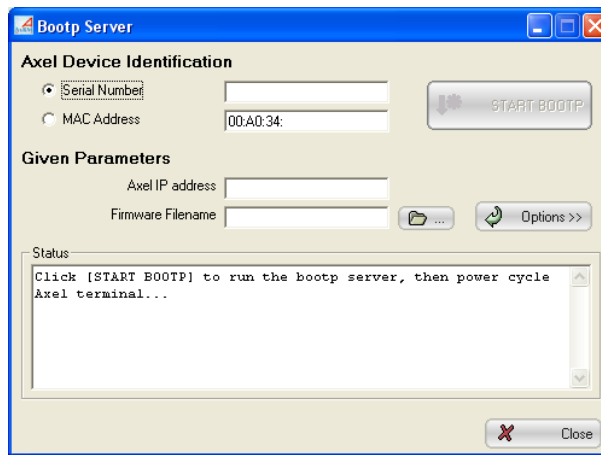 Bootp Server
Axel Device Identification
Serial Number
START BOOTP
MAC Address 00:A0:34:
Given Parameters
Axel IP address
Firmware Filename ... Options >>
Status
Click [START BOOTP] to run the bootp server, then power cycle
Axel terminal...
Close